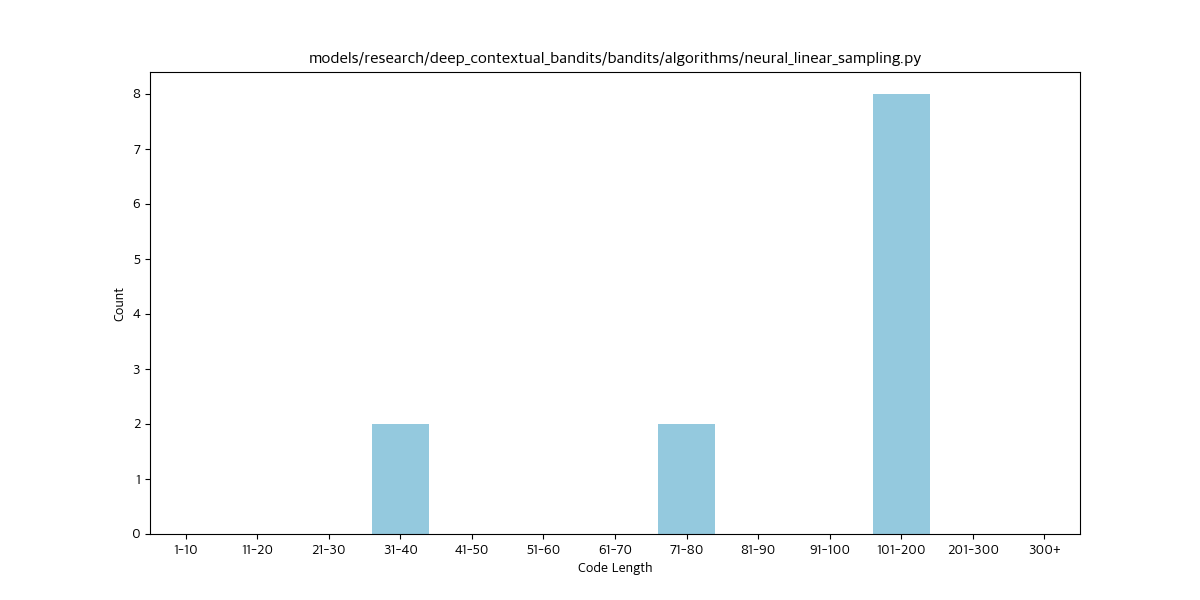 models/research/deep_contextual_bandits/bandits/algorithms/neural_linear_sampling.py
8
7
6
5
4
3
2
1
0
Count
1-10 11-20 21-30 31-40 41-50 51-60 61-70 71-80 81-90 91-100 101-200 201-300 300+
Code Length